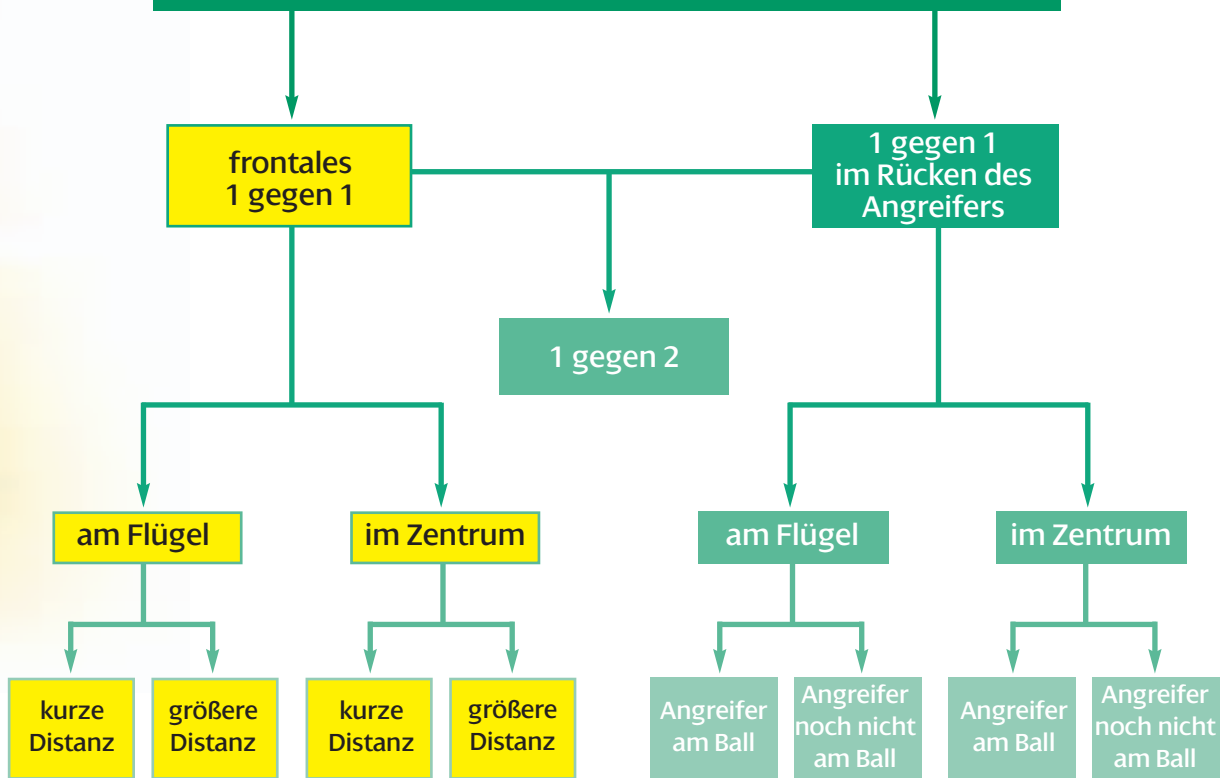 frontales
1 gegen 1
1 gegen 1
im Rücken des
Angreifers
1 gegen 2
am Flügel
im Zentrum
am Flügel
im Zentrum
kurze
Distanz
größere
Distanz
kurze
Distanz
größere
Distanz
Angreifer
am Ball
Angreifer
noch nicht
am Ball
Angreifer
am Ball
Angreifer
noch nicht
am Ball